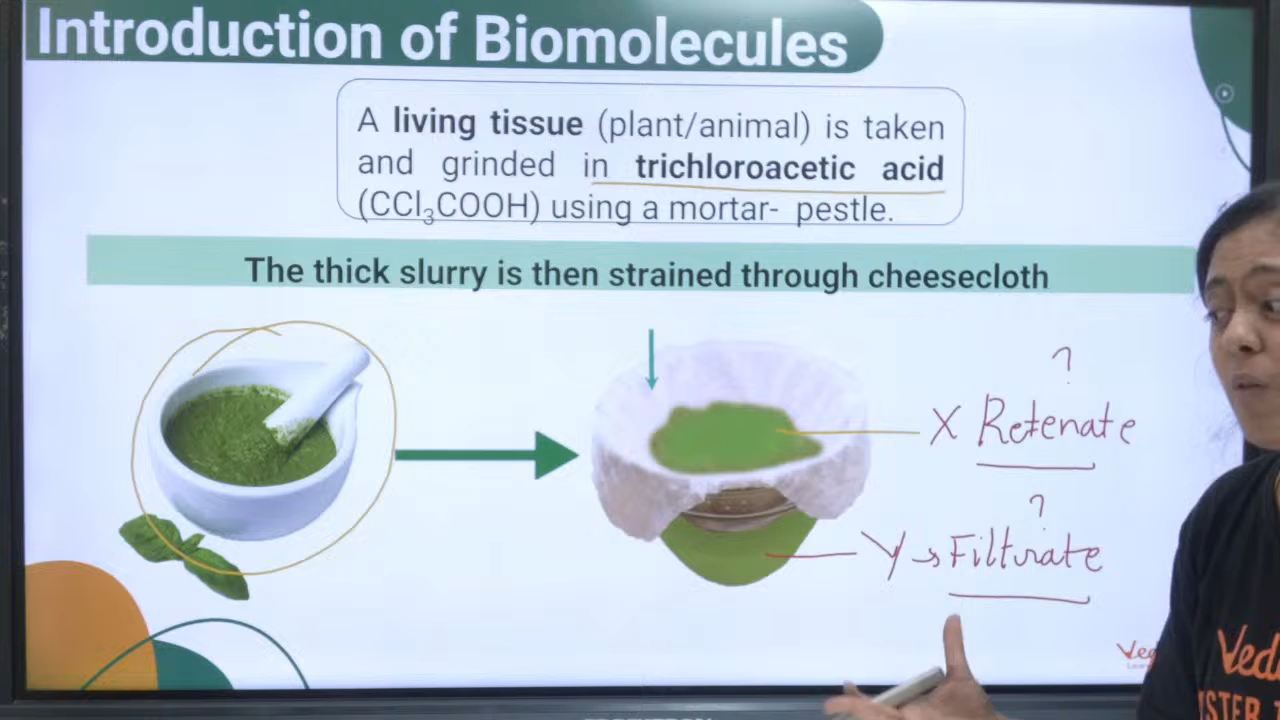 Introduction of Biomolecules
A living tissue (plant/animal) is taken
and grinded in trichloroacetic acid
(CCl₃COOH) using a mortar- pestle.
The thick slurry is then strained through cheesecloth
?
X Retenate
?
Y → Filtrate